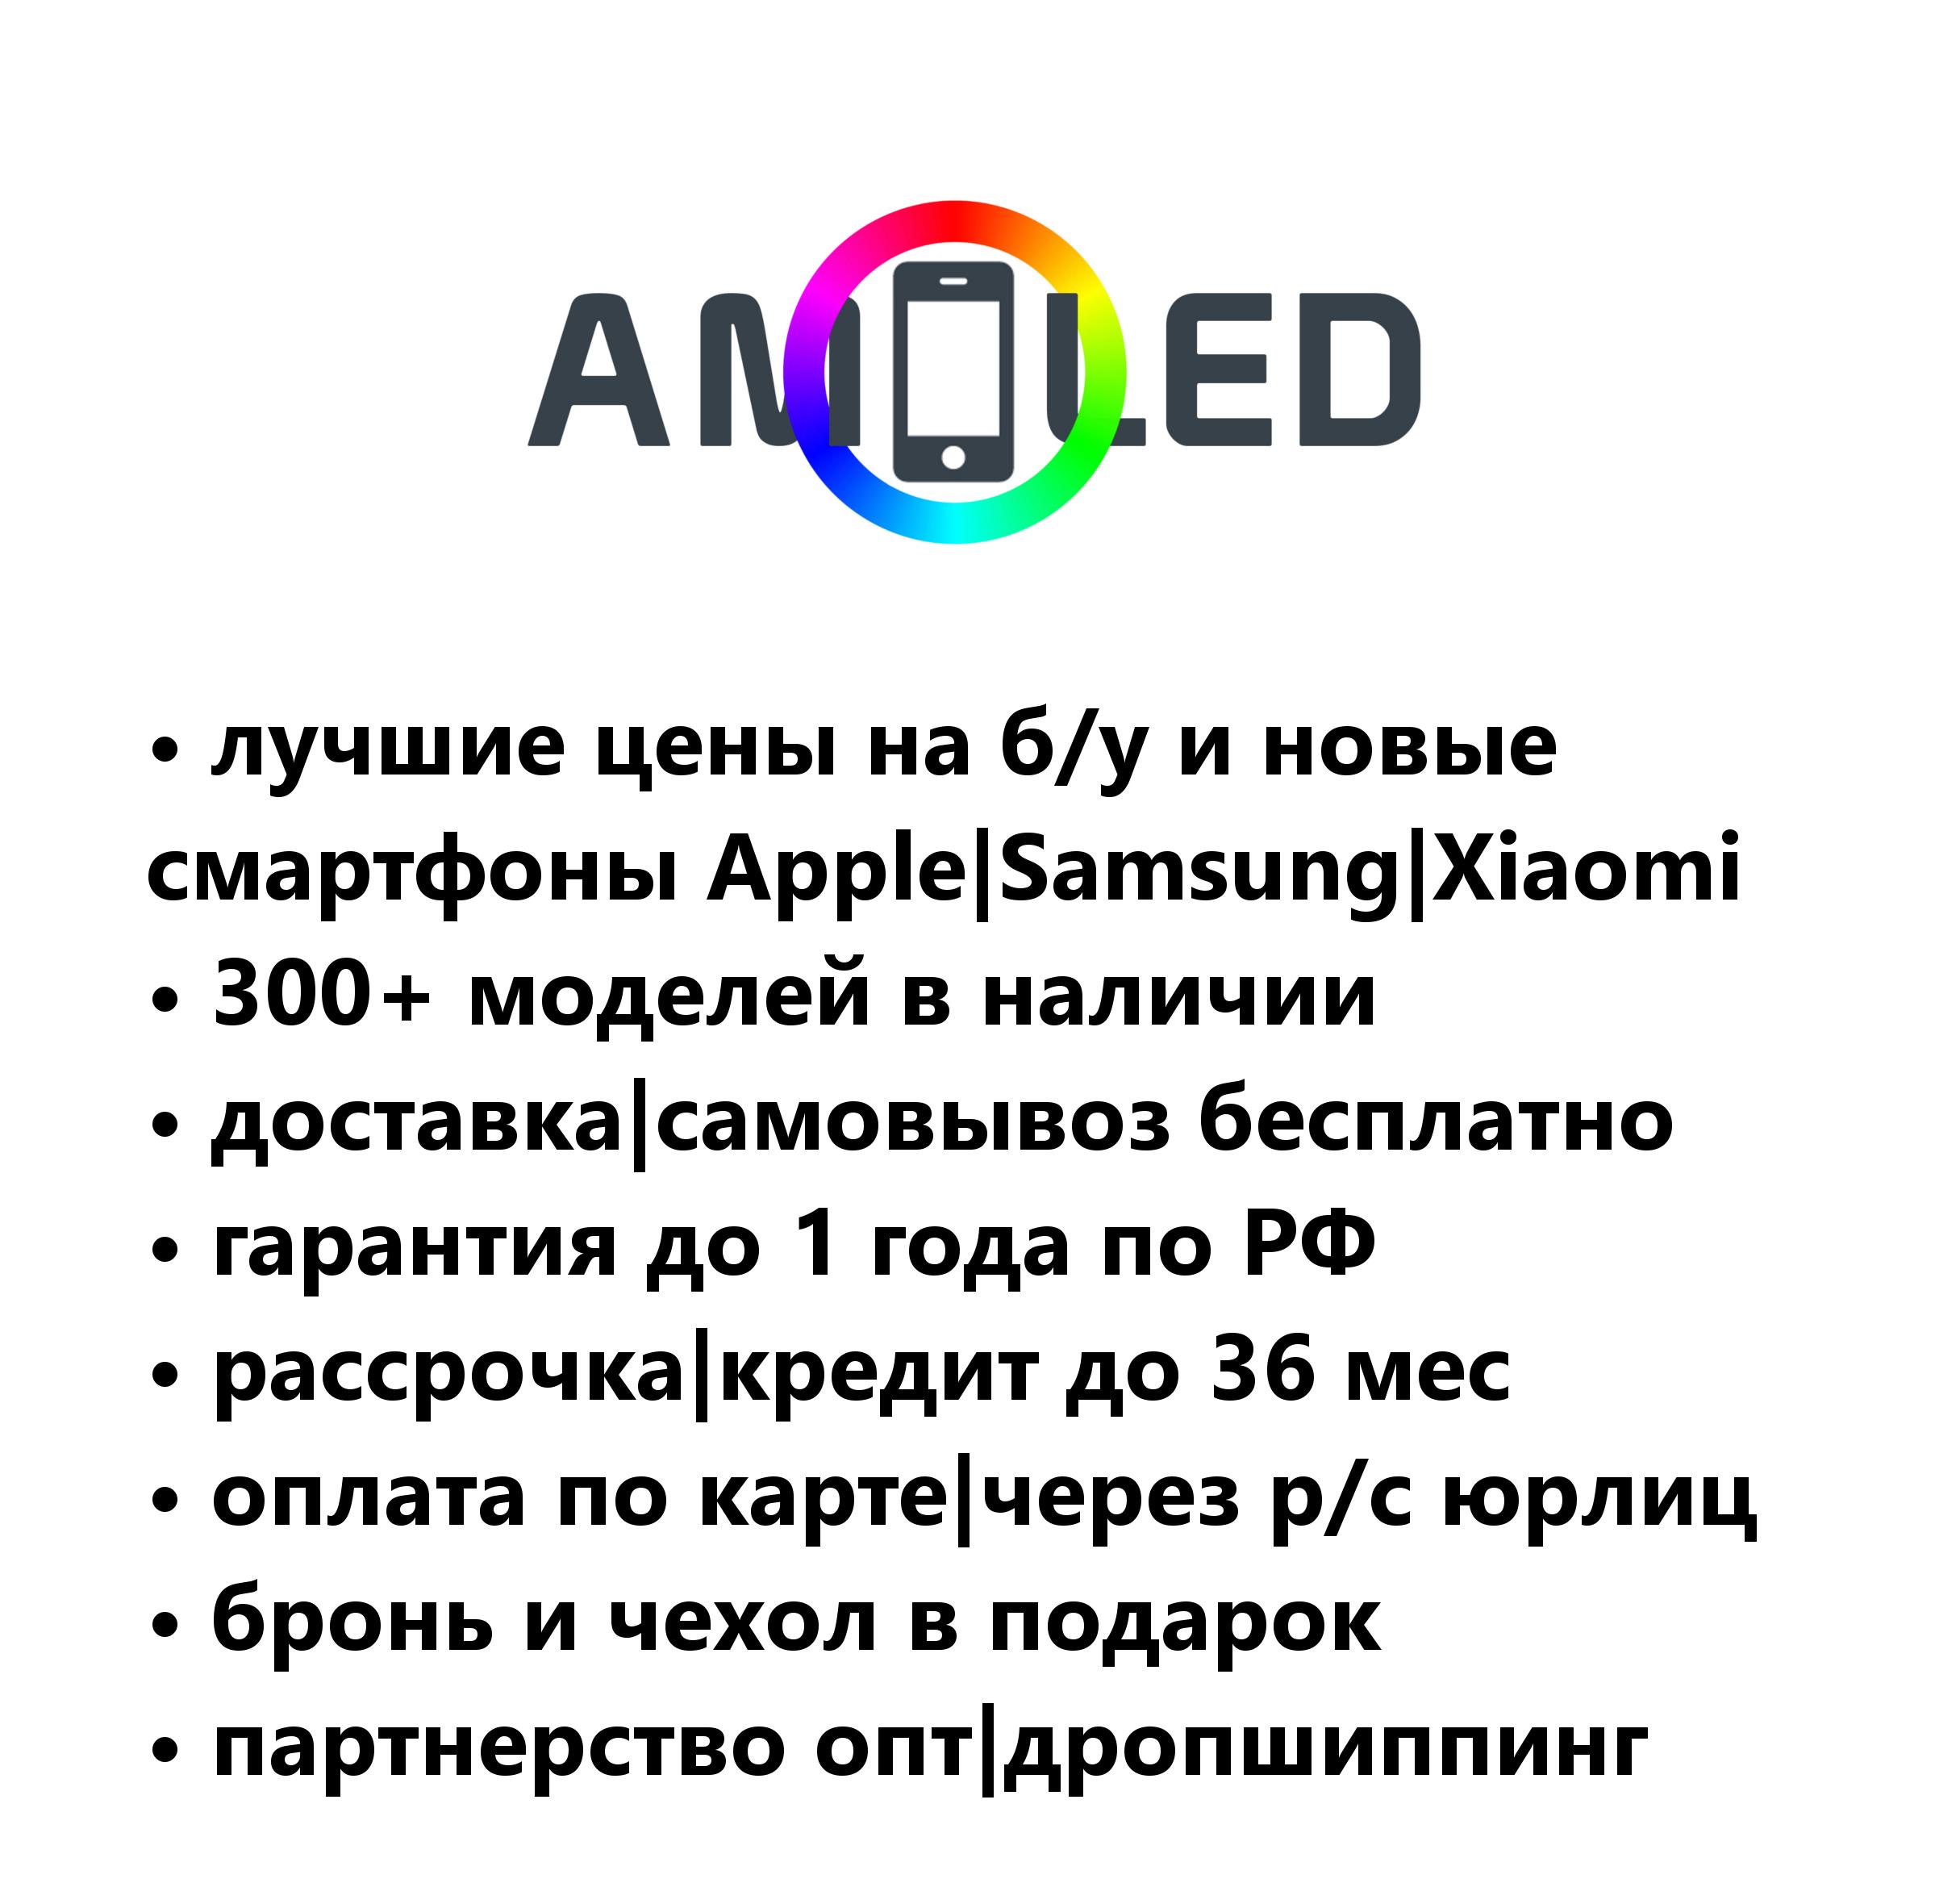 AMOLED
• лучшие цены на б/у и новые
смартфоны Apple|Samsung|Xiaomi
• 300+ моделей в наличии
• доставка|самовывоз бесплатно
• гарантия до 1 года по РФ
• рассрочка|кредит до 36 мес
• оплата по карте|через р/с юрлиц
• бронь и чехол в подарок
• партнерство опт|дропшиппинг